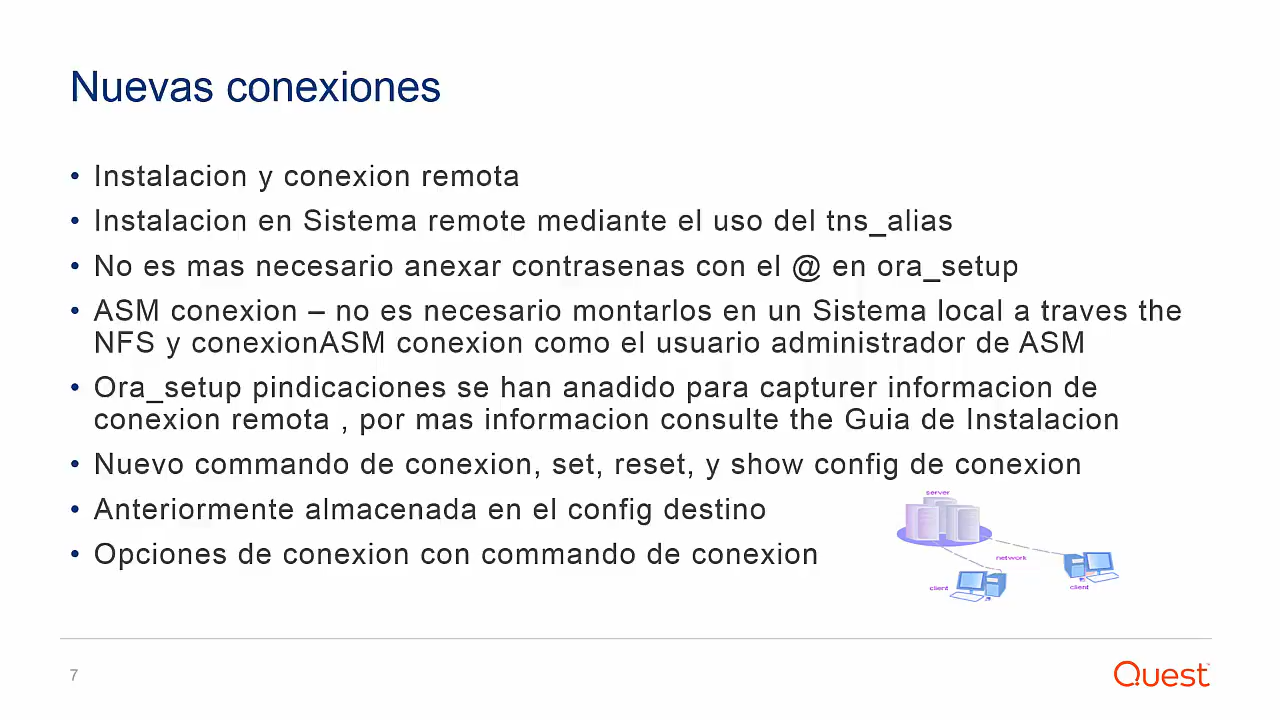 Nuevas conexiones
• Instalacion y conexion remota
• Instalacion en Sistema remote mediante el uso del tns_alias
• No es mas necesario anexar contrasenas con el @ en ora_setup
• ASM conexion – no es necesario montarlos en un Sistema local a traves the
NFS y conexionASM conexion como el usuario administrador de ASM
• Ora_setup pindicaciones se han anadido para capturer informacion de
conexion remota , por mas informacion consulte the Guia de Instalacion
• Nuevo commando de conexion, set, reset, y show config de conexion
• Anteriormente almacenada en el config destino
• Opciones de conexion con commando de conexion
server
network
client
client
7
Quest